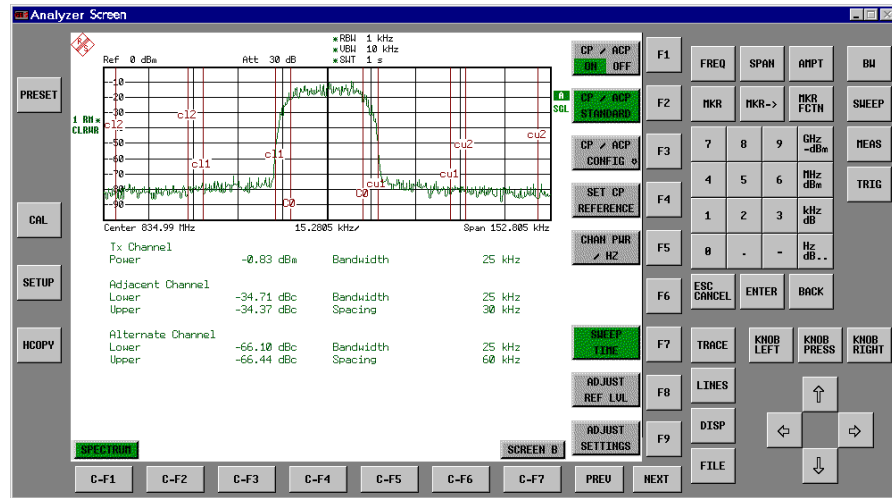 Analyzer Screen
R S
*RBW 1 kHz
*VBW 10 kHz
Ref 0 dBm Att 30 dB *SWT 1 s
-10
-20
-30
-50
-60
-70
-80
-90
1 RM*
CLRWR
A
SGL
cl2
cl2
cl1
cl1
C0
C0
cu1
cu1
cu2
cu2
Center 834.99 MHz 15.2805 kHz/ Span 152.805 kHz
Tx Channel
Power -0.83 dBm Bandwidth 25 kHz
Adjacent Channel
Lower -34.71 dBc Bandwidth 25 kHz
Upper -34.37 dBc Spacing 30 kHz
Alternate Channel
Lower -66.10 dBc Bandwidth 25 kHz
Upper -66.44 dBc Spacing 60 kHz
SPECTRUM
SCREEN B
PRESET
CAL
SETUP
HCOPY
CP / ACP
ON OFF
CP / ACP
STANDARD
CP / ACP
CONFIG
SET CP
REFERENCE
CHAN PWR
/ HZ
SWEEP
TIME
ADJUST
REF LVL
ADJUST
SETTINGS
F1
F2
F3
F4
F5
F6
F7
F8
F9
C-F1 C-F2 C-F3 C-F4 C-F5 C-F6 C-F7 PREV NEXT
FREQ SPAN AMPT BW
MKR MKR-> MKR FCTN SWEEP
7 8 9 GHz -dBm MEAS
4 5 6 MHz dBm TRIG
1 2 3 kHz dB
0 . - Hz dB..
ESC CANCEL ENTER BACK
TRACE KNOB LEFT KNOB PRESS KNOB RIGHT
LINES
DISP
FILE